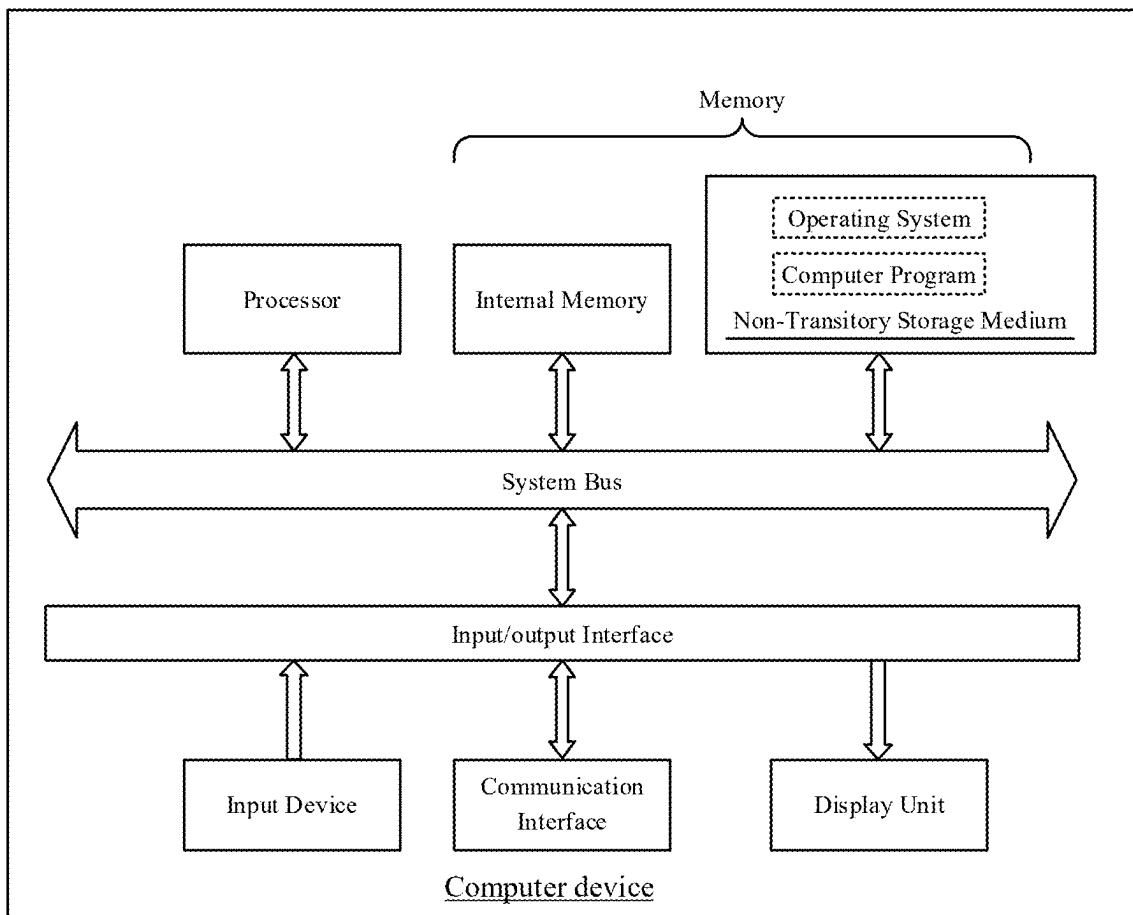 Memory
Operating System
Computer Program
Non-Transitory Storage Medium
Processor
Internal Memory
System Bus
Input/output Interface
Input Device
Communication
Interface
Display Unit
Computer device